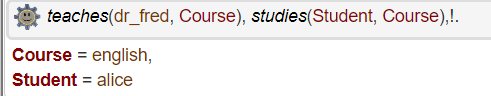 teaches(dr_fred, Course), studies(Student, Course),!.
Course = english,
Student = alice